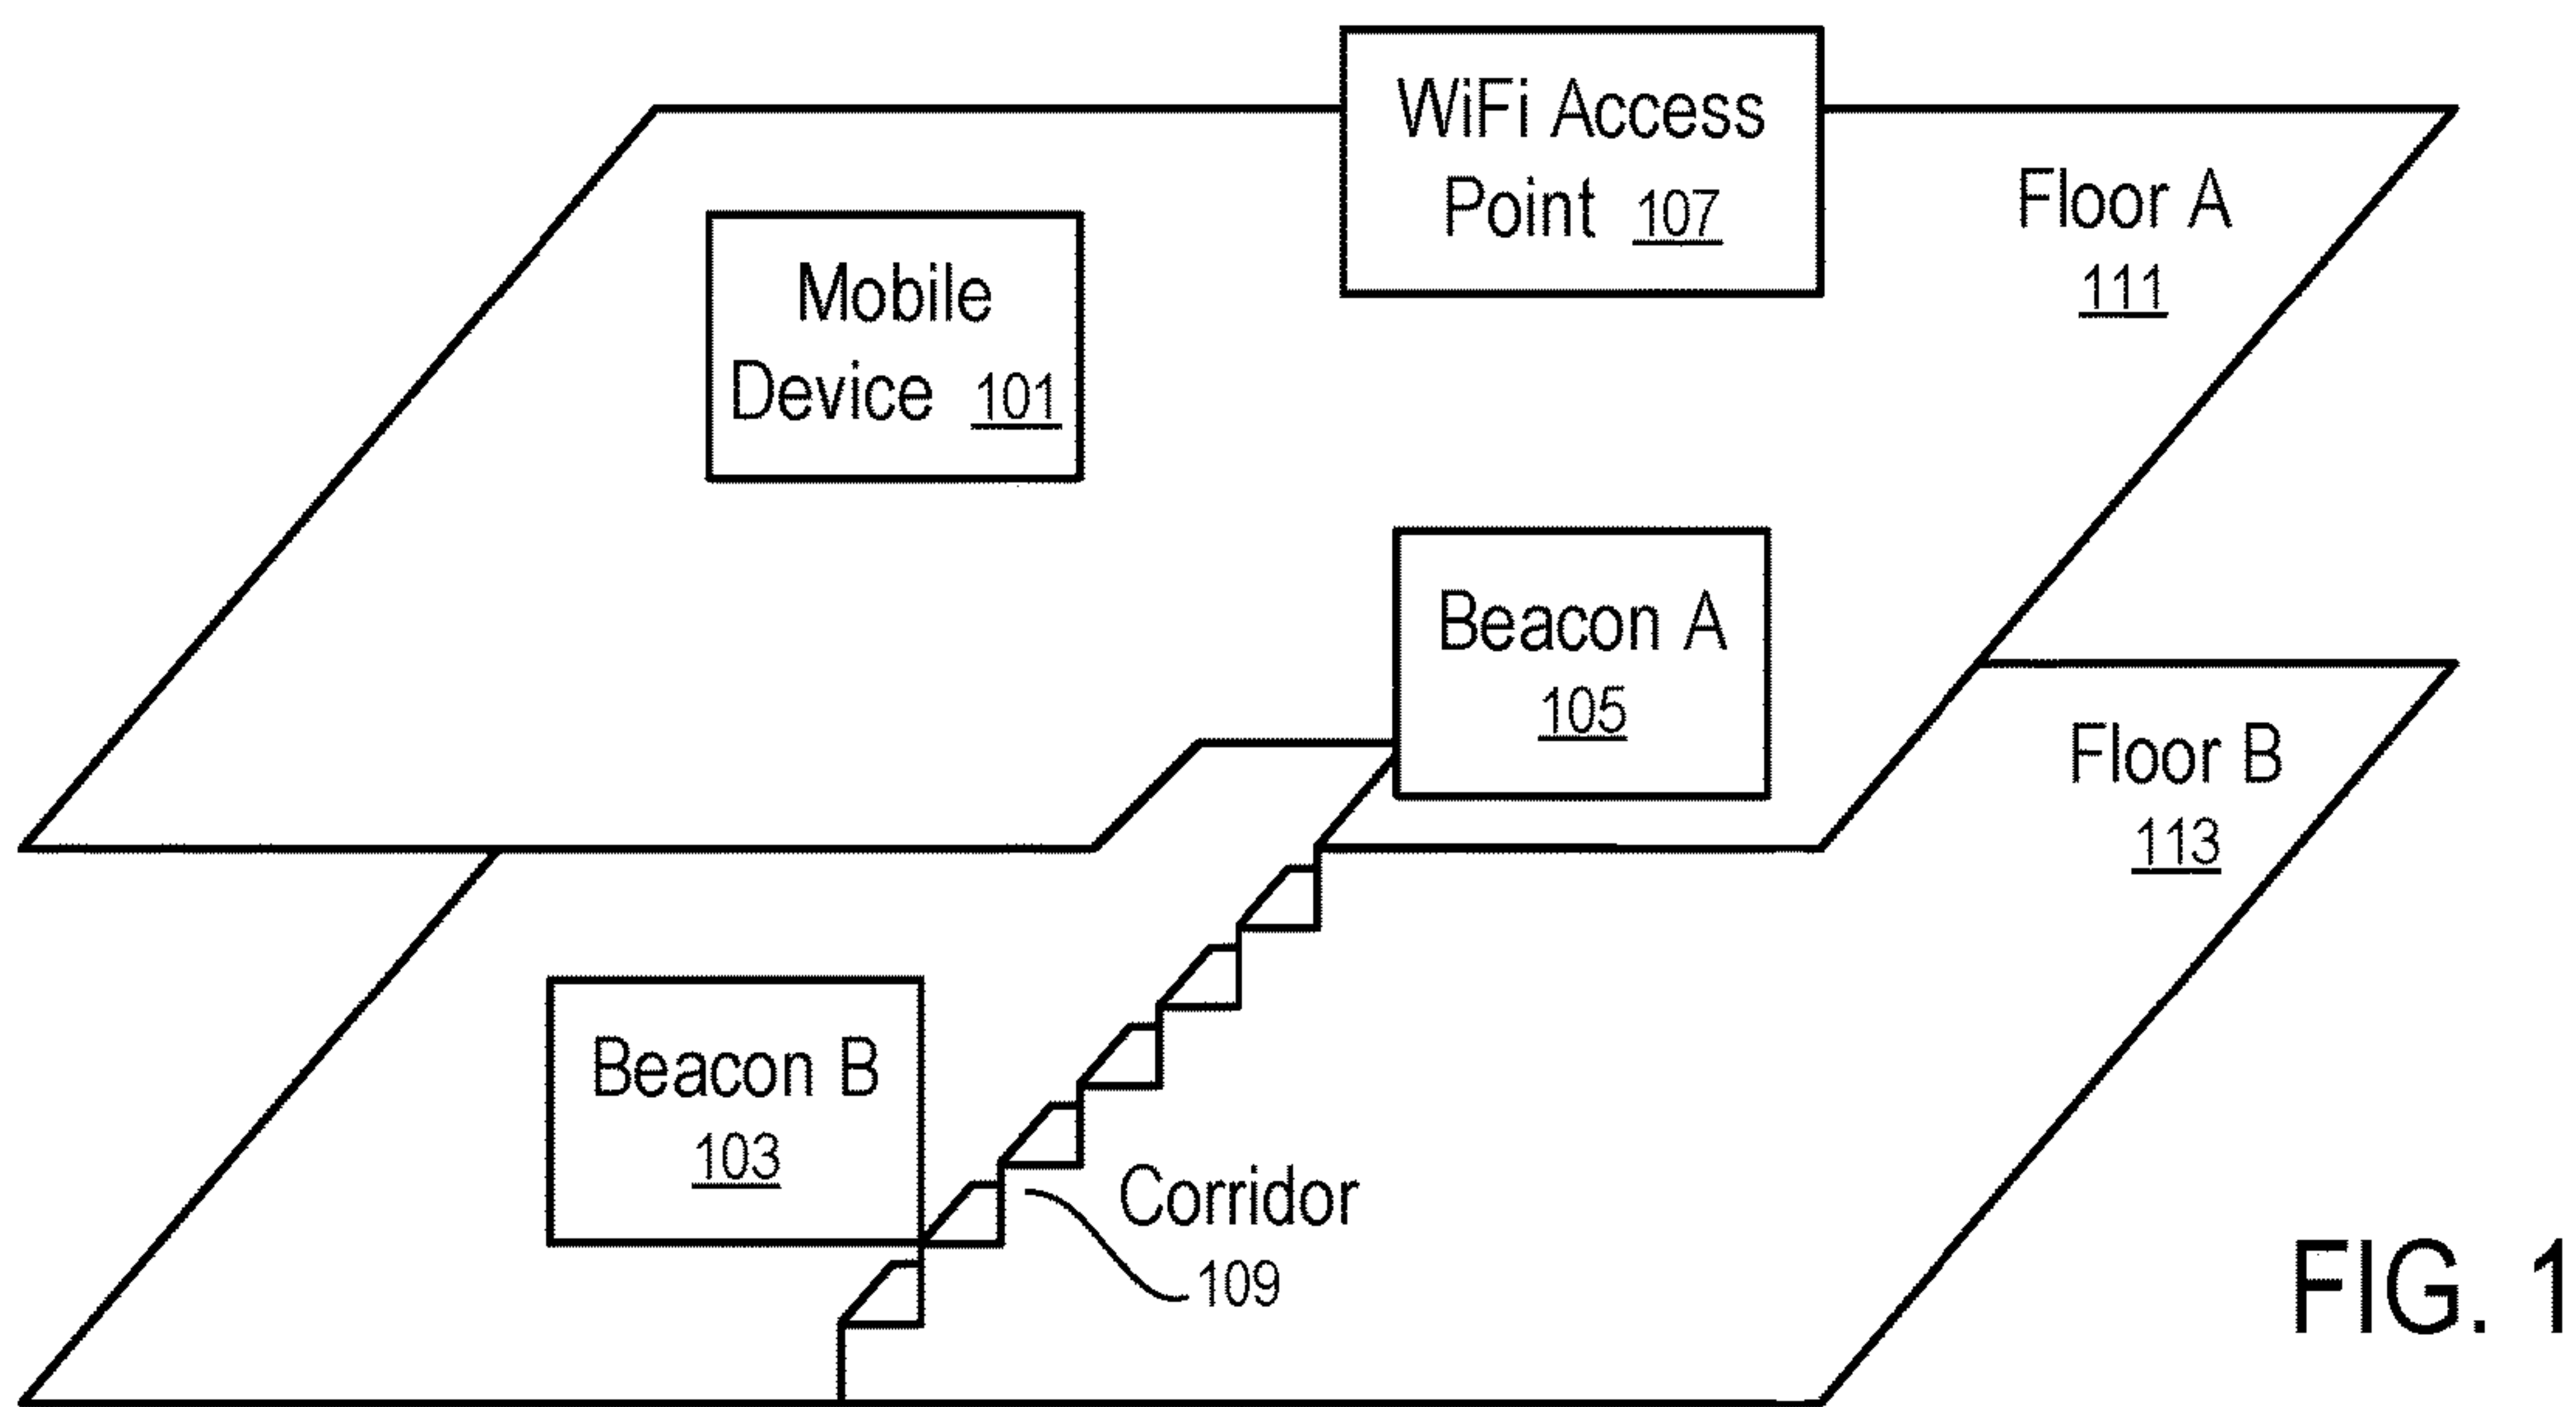 WiFi Access
Point 107
Floor A
111
Mobile
Device 101
Beacon A
105
Floor B
113
Beacon B
103
Corridor
109
FIG. 1